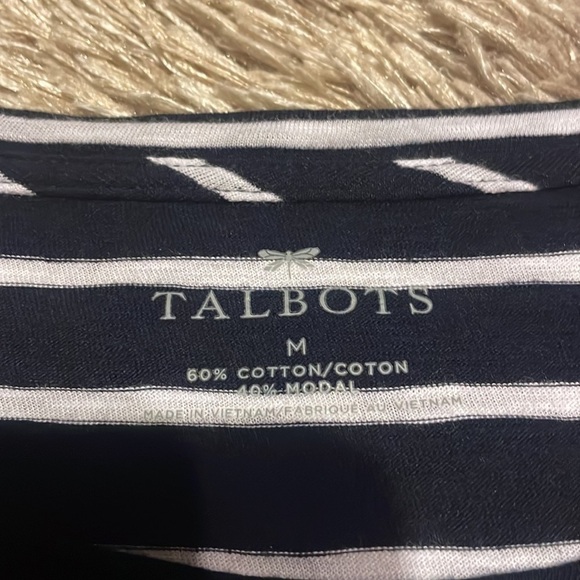 TALBOTS
M
60% COTTON/COTON
40% MODAL
MADE IN VIETNAM/FABRIQUE AU VIETNAM